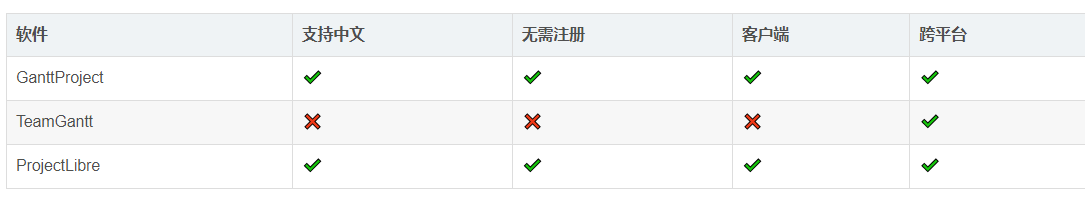 软件 支持中文 无需注册 客户端 跨平台
GanttProject
TeamGantt
ProjectLibre